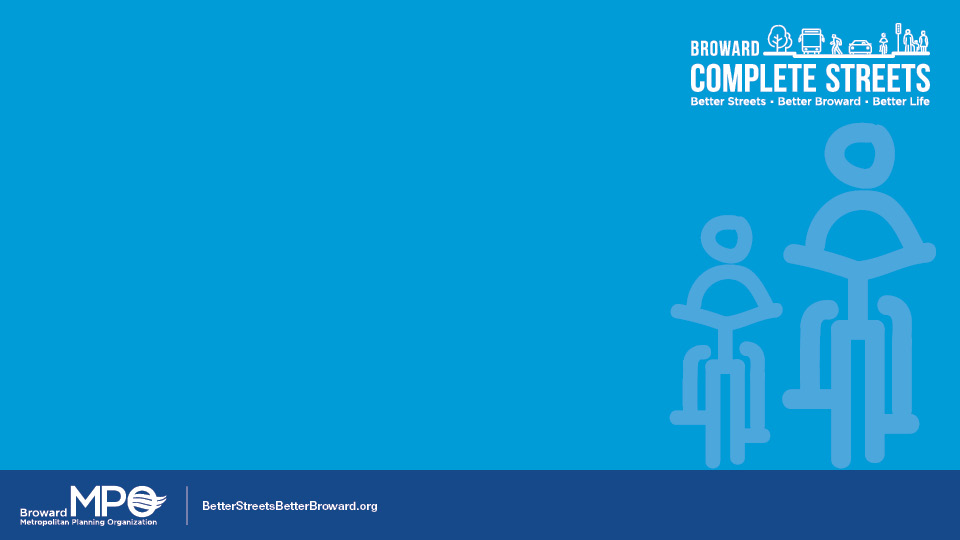 BROWARD
COMPLETE STREETS
Better Streets • Better Broward • Better Life
Broward MPO
Metropolitan Planning Organization
BetterStreetsBetterBroward.org